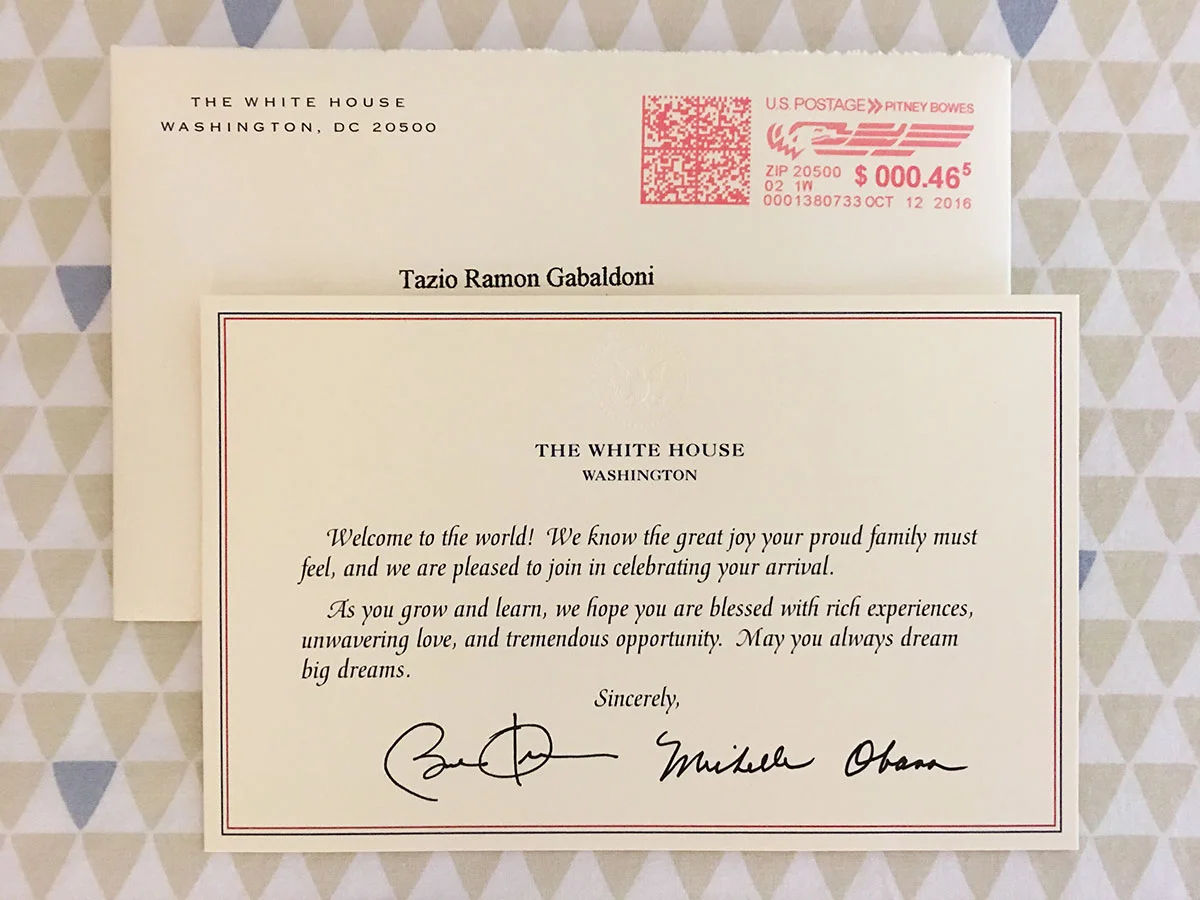 THE WHITE HOUSE
WASHINGTON, DC 20500
U.S. POSTAGE PITNEY BOWES
ZIP 20500 $ 000.46⁵
02 1W
0001380733 OCT 12 2016
Tazio Ramon Gabaldoni
THE WHITE HOUSE
WASHINGTON
Welcome to the world! We know the great joy your proud family must
feel, and we are pleased to join in celebrating your arrival.
As you grow and learn, we hope you are blessed with rich experiences,
unwavering love, and tremendous opportunity. May you always dream
big dreams.
Sincerely,
Michelle Obama